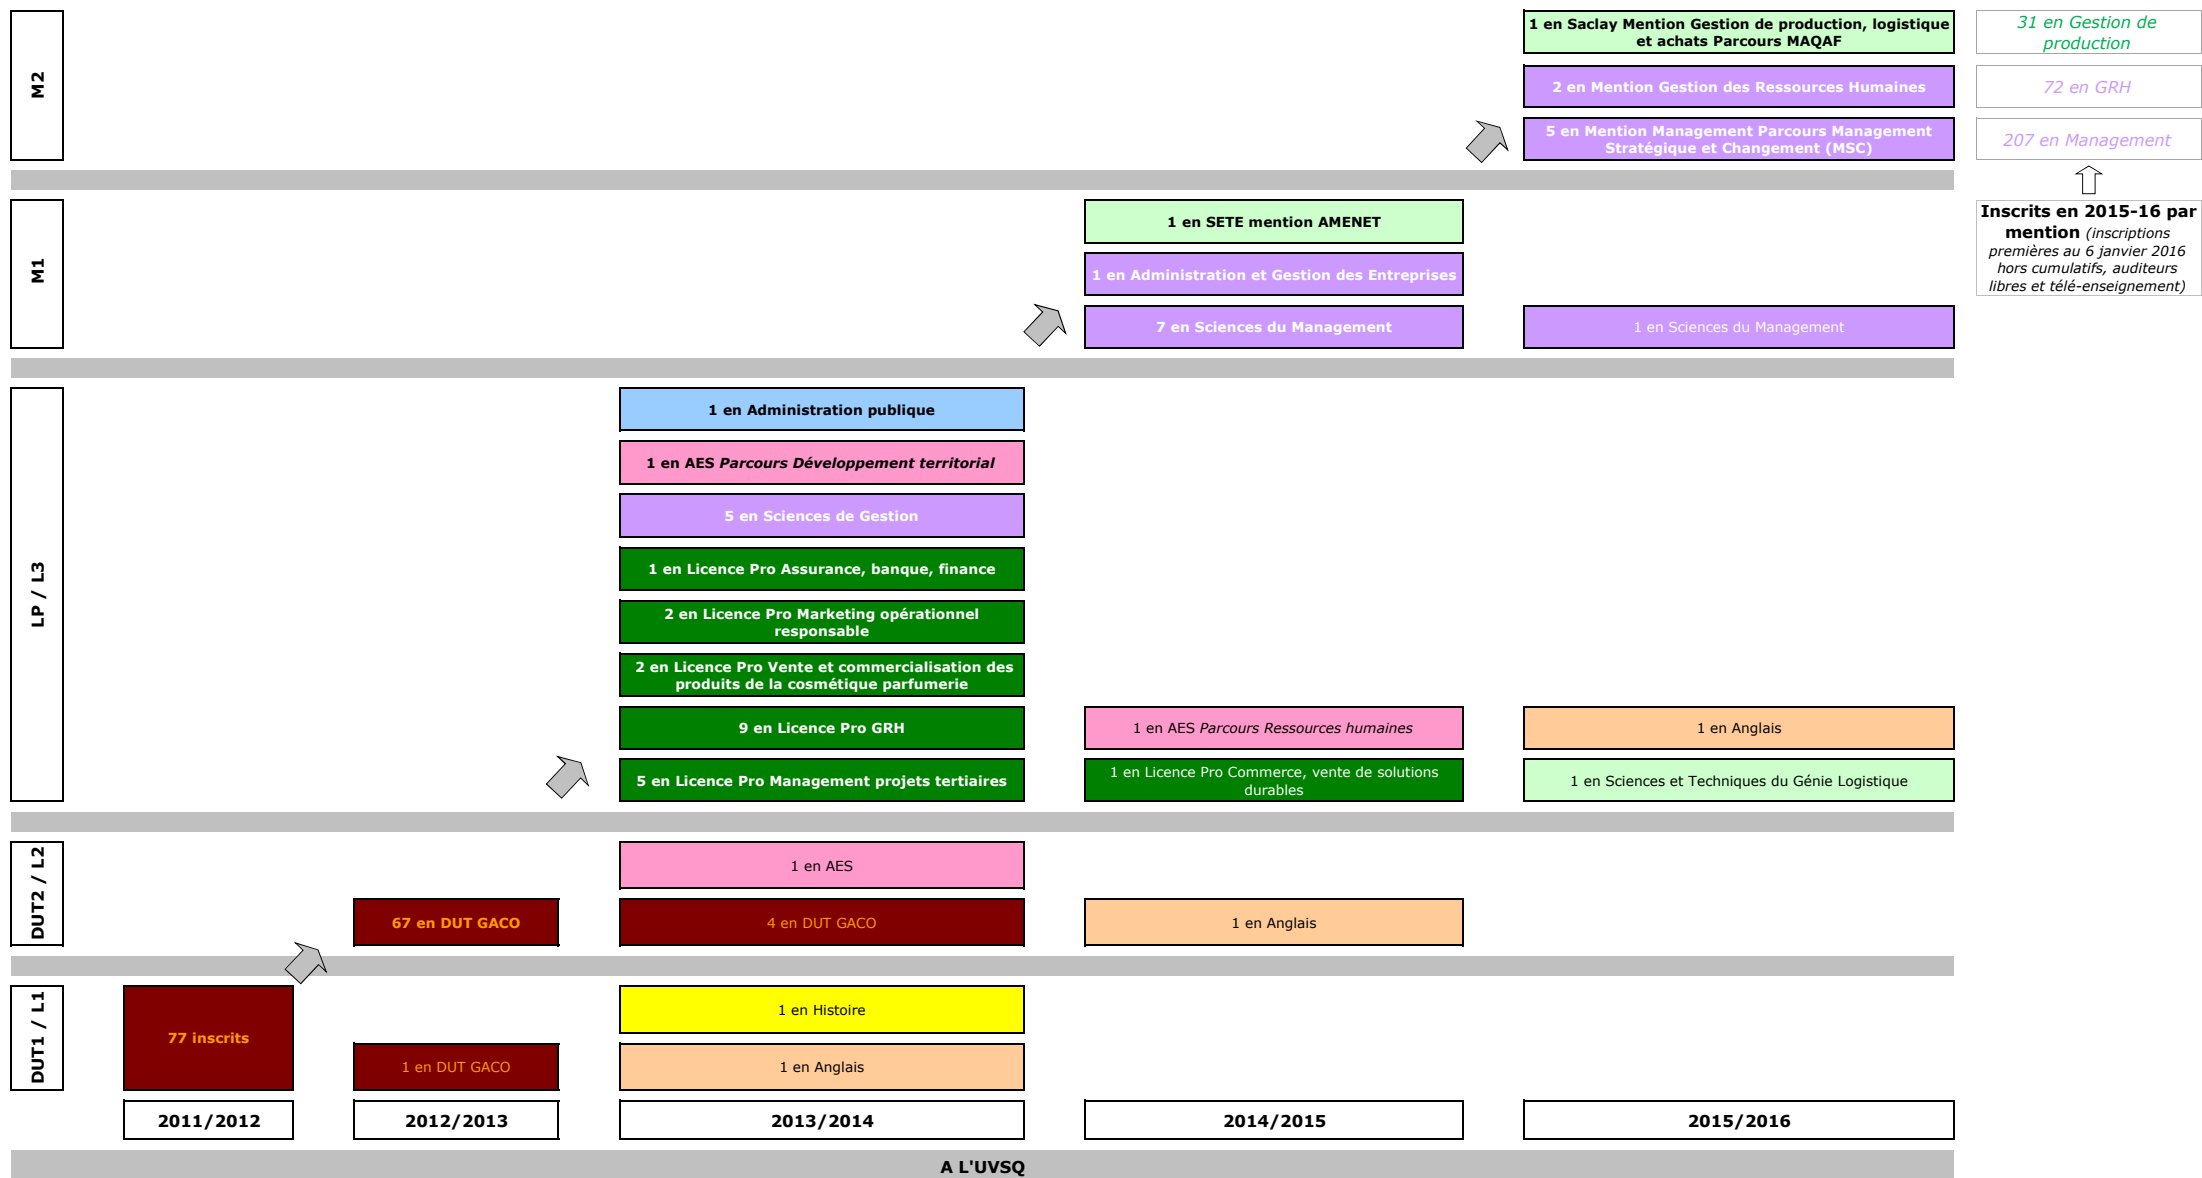 M2
1 en Saclay Mention Gestion de production, logistique
et achats Parcours MAQAF
31 en Gestion de
production
2 en Mention Gestion des Ressources Humaines
72 en GRH
5 en Mention Management Parcours Management
Stratégique et Changement (MSC)
207 en Management
M1
1 en SETE mention AMENET
Inscrits en 2015-16 par
mention (inscriptions
premières au 6 janvier 2016
hors cumulatifs, auditeurs
libres et télé-enseignement)
1 en Administration et Gestion des Entreprises
7 en Sciences du Management
1 en Sciences du Management
LP / L3
1 en Administration publique
1 en AES Parcours Développement territorial
5 en Sciences de Gestion
1 en Licence Pro Assurance, banque, finance
2 en Licence Pro Marketing opérationnel
responsable
2 en Licence Pro Vente et commercialisation des
produits de la cosmétique parfumerie
9 en Licence Pro GRH
1 en AES Parcours Ressources humaines
1 en Anglais
5 en Licence Pro Management projets tertiaires
1 en Licence Pro Commerce, vente de solutions
durables
1 en Sciences et Techniques du Génie Logistique
DUT2 / L2
1 en AES
67 en DUT GACO
4 en DUT GACO
1 en Anglais
DUT1 / L1
77 inscrits
1 en Histoire
1 en DUT GACO
1 en Anglais
2011/2012
2012/2013
2013/2014
2014/2015
2015/2016
A L'UVSQ